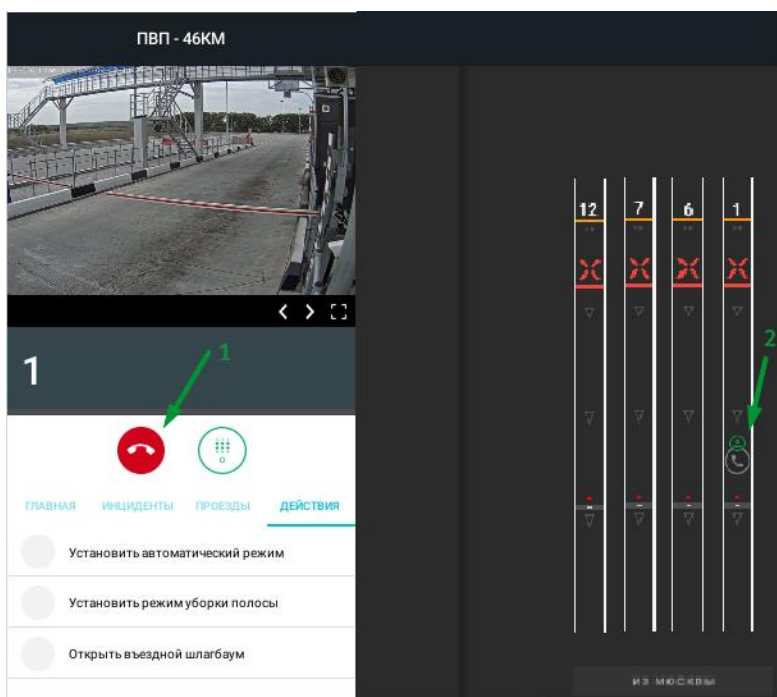 ПВП - 46КМ
12 7 6 1
1
2
1
ГЛАВНАЯ ИНЦИДЕНТЫ ПРОЕЗДЫ ДЕЙСТВИЯ
Установить автоматический режим
Установить режим уборки полосы
Открыть въездной шлагбаум
ИЗ МОСКВЫ